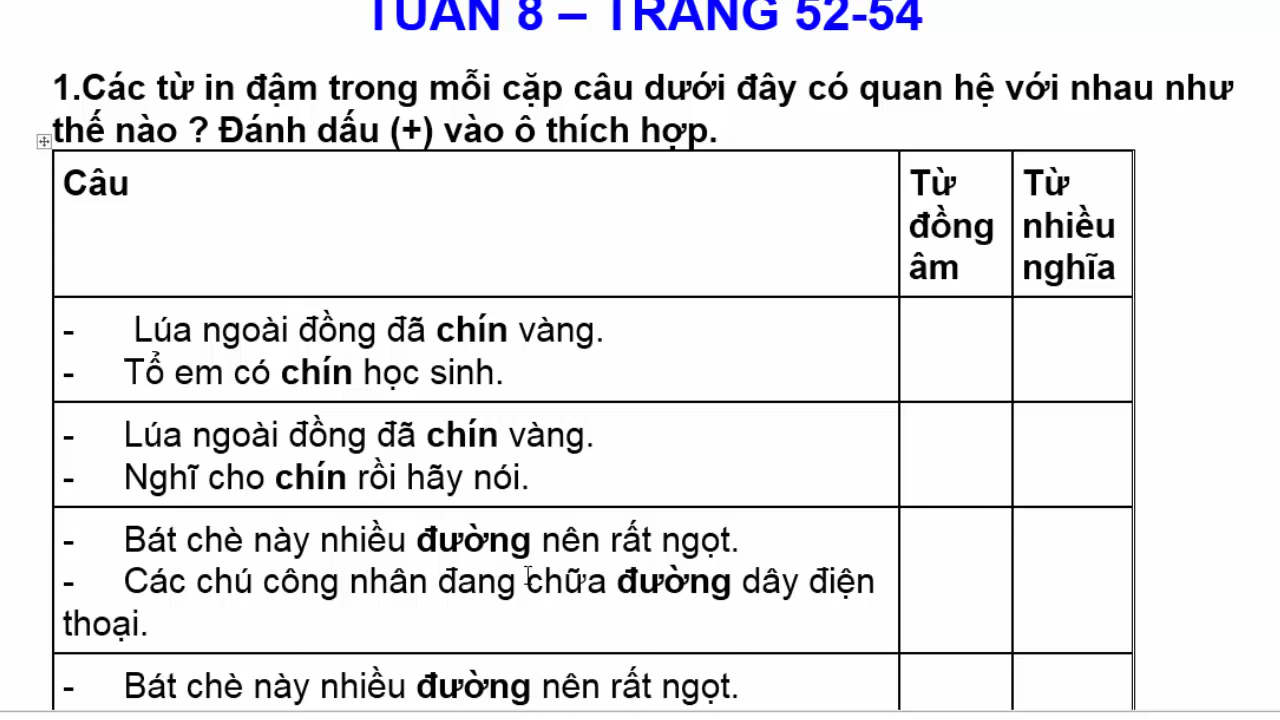 TUẦN 8 – TRANG 52-54
1.Các từ in đậm trong mỗi cặp câu dưới đây có quan hệ với nhau như
thế nào ? Đánh dấu (+) vào ô thích hợp.
Câu
Từ
đồng
âm
Từ
nhiều
nghĩa
- Lúa ngoài đồng đã chín vàng.
- Tổ em có chín học sinh.
- Lúa ngoài đồng đã chín vàng.
- Nghĩ cho chín rồi hãy nói.
- Bát chè này nhiều đường nên rất ngọt.
- Các chú công nhân đang chữa đường dây điện
thoại.
- Bát chè này nhiều đường nên rất ngọt.